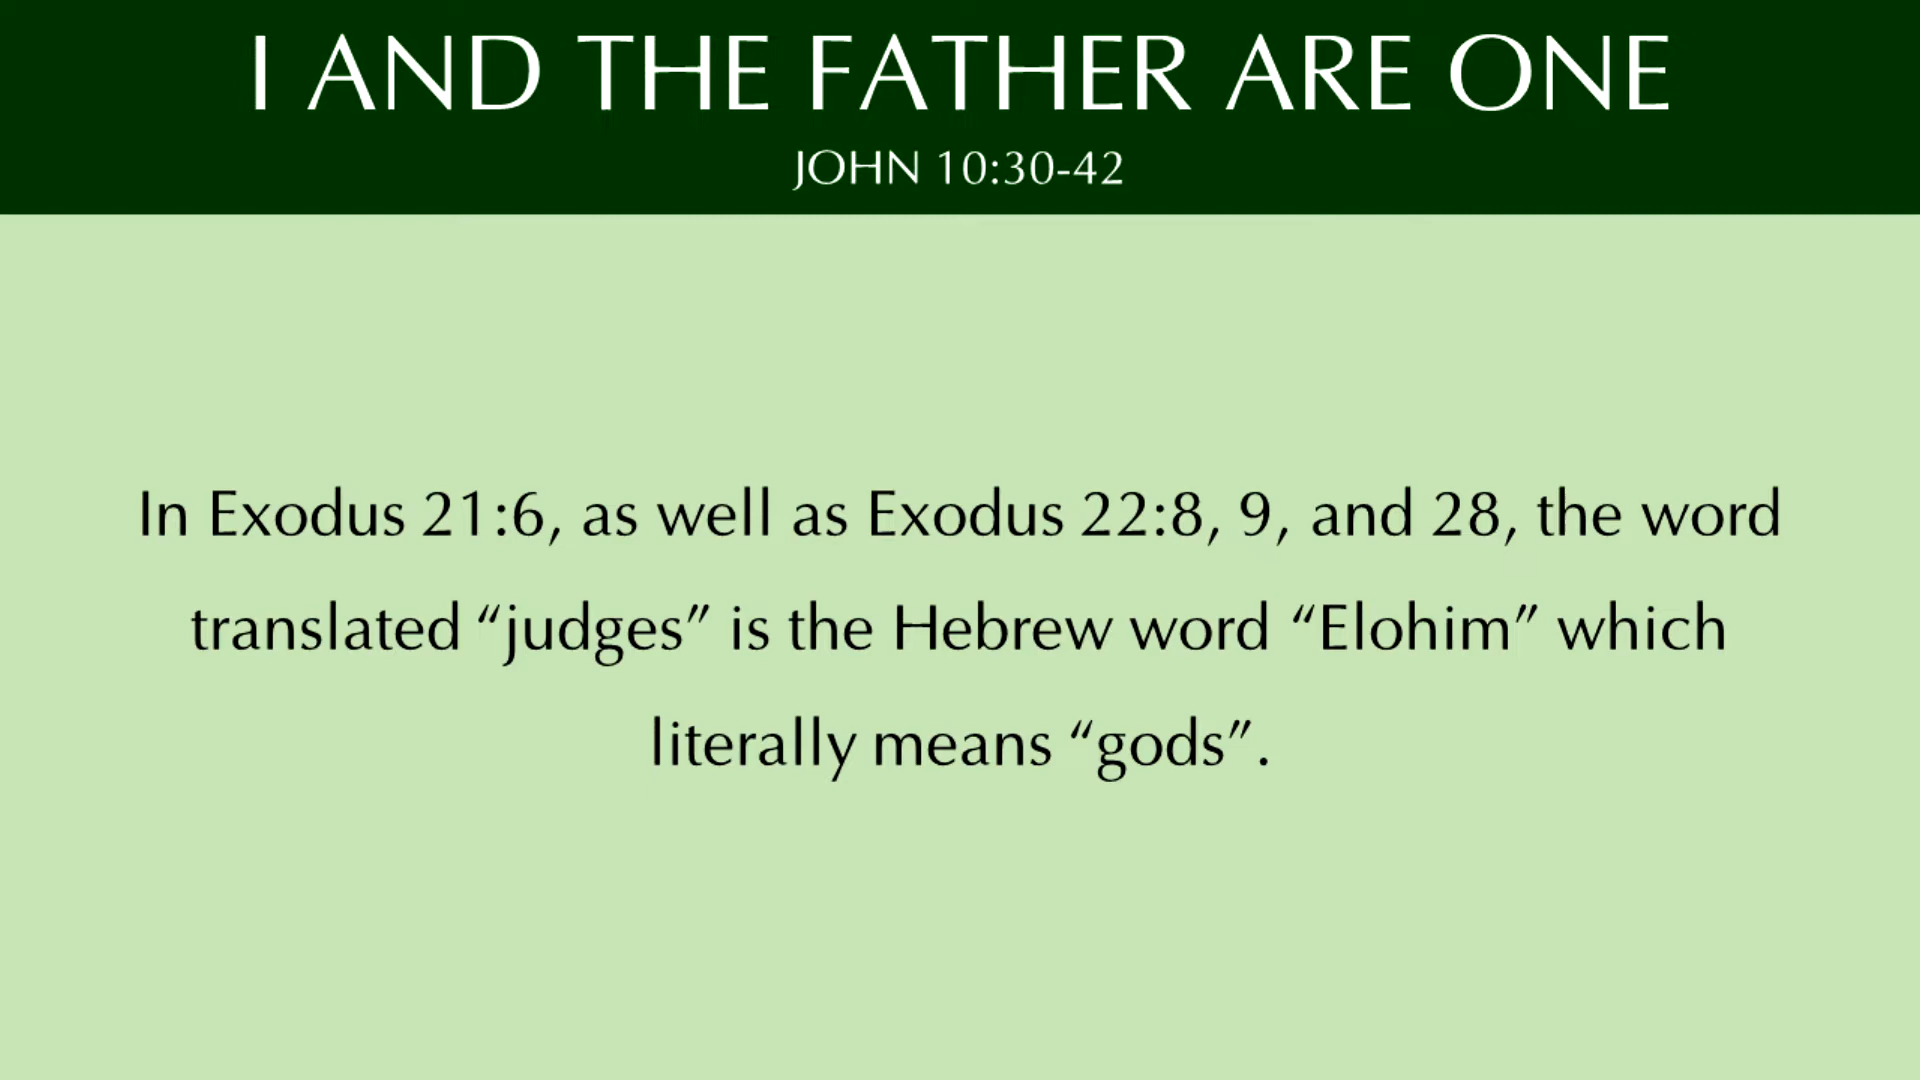 I AND THE FATHER ARE ONE
JOHN 10:30-42
In Exodus 21:6, as well as Exodus 22:8, 9, and 28, the word
translated “judges” is the Hebrew word “Elohim” which
literally means “gods”.